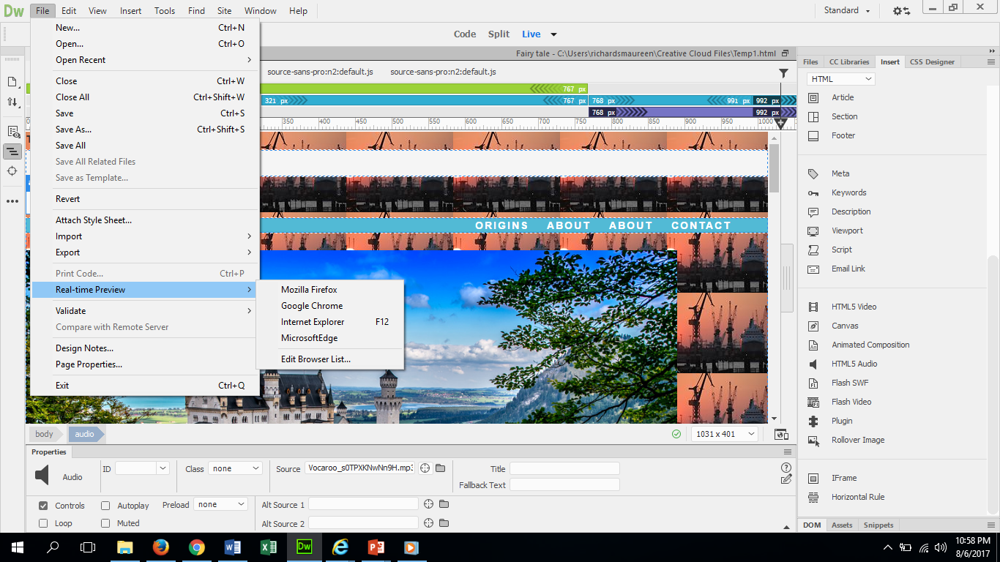 Dw File Edit View Insert Tools Find Site Window Help Standard
New... Ctrl+N
Open... Ctrl+O
Open Recent
Close Ctrl+W
Close All Ctrl+Shift+W
Save Ctrl+S
Save As... Ctrl+Shift+S
Save All
Save All Related Files
Save as Template...
Revert
Attach Style Sheet...
Import
Export
Print Code... Ctrl+P
Real-time Preview
Validate
Compare with Remote Server
Design Notes...
Page Properties...
Exit Ctrl+Q
Mozilla Firefox
Google Chrome
Internet Explorer F12
MicrosoftEdge
Edit Browser List...
Code Split Live
Fairy tale - C:\Users\richardsmaureen\Creative Cloud Files\Temp1.html
source-sans-pro:n2:default.js source-sans-pro:n2:default.js
767 px
321 px 767 px 768 px 991 px 992 px
768 px 992 px
350 400 450 500 550 600 650 700 750 800 850 900 950 1000
ORIGINS ABOUT ABOUT CONTACT
body audio 1031 x 401
Files CC Libraries Insert CSS Designer
HTML
Article
Section
Footer
Meta
Keywords
Description
Viewport
Script
Email Link
HTML5 Video
Canvas
Animated Composition
HTML5 Audio
Flash SWF
Flash Video
Plugin
Rollover Image
IFrame
Horizontal Rule
DOM Assets Snippets
Properties
Audio ID Class none Source Vocaroo_s0TPXKNwNn9H.mp3 Title
Fallback Text
Controls Autoplay Preload none Alt Source 1
Loop Muted Alt Source 2
10:58 PM
8/6/2017